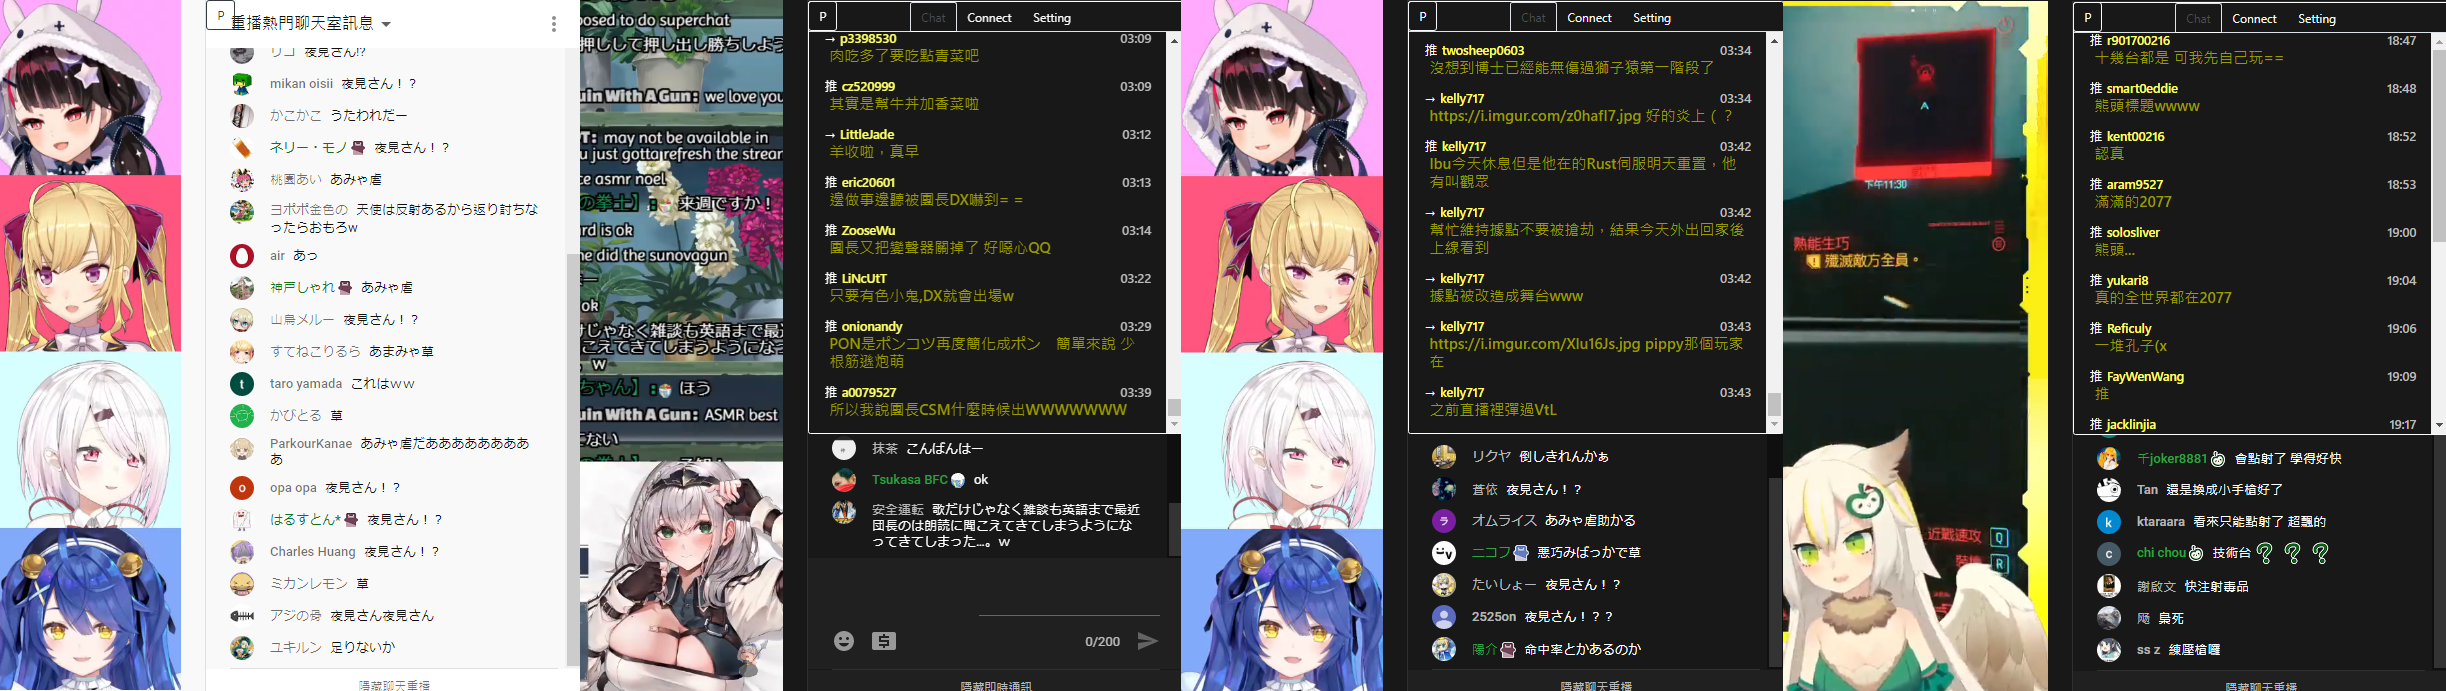 P
重播熱門聊天室訊息
リコ 夜見さん!?
mikan oisii 夜見さん！？
かこかこ うたわれだー
ネリー・モノ 夜見さん！？
桃園あい あみゃ虐
ヨポポ金色の 天使は反射あるから返り討ちな
ったらおもろw
air あっ
神戸しゃれ あみゃ虐
山鳥メルー 夜見さん！？
すてねこりるら あまみゃ草
t
taro yamada これはｗｗ
かびとる 草
ParkourKanae あみゃ虐だああああああああ
あ
o
opa opa 夜見さん！？
はるすとん* 夜見さん！？
Charles Huang 夜見さん！？
ミカンレモン 草
アジの骨 夜見さん夜見さん
ユキルン 足りないか
隱藏聊天重播
posed to do superchat
押しして押し出し勝ちしよう
uin With A Gun: we love you
T: may not be available in
u just gotta refresh the strear
ce asmr noel
の拳士】: 来週ですか！
ard is ok
he did the sunovagun
ok
けじゃなく雑談も英語まで最近
こえてきてしまうようになっ
w
ちゃん】: ほう
uin With A Gun: ASMR best
こない
P
Chat
Connect
Setting
→ p3398530 03:09
肉吃多了要吃點青菜吧
推 cz520999 03:09
其實是幫牛丼加香菜啦
→ LittleJade 03:12
羊收啦，真早
推 eric20601 03:13
邊做事邊聽被團長DX嚇到= =
推 ZooseWu 03:14
團長又把變聲器關掉了 好噁心QQ
推 LiNcUtT 03:22
只要有色小鬼,DX就會出場w
推 onionandy 03:29
PON是ポンコツ再度簡化成ポン　簡單來說 少
根筋遜炮萌
推 a0079527 03:39
所以我說團長CSM什麼時候出WWWWWWW
抹茶 こんばんはー
Tsukasa BFC ok
安全運転 歌だけじゃなく雑談も英語まで最近
団長のは朗読に聞こえてきてしまうようにな
ってきてしまった...。w
0/200
隱藏即時通訊
P
Chat
Connect
Setting
推 twosheep0603 03:34
沒想到博士已經能無傷過獅子猿第一階段了
→ kelly717 03:34
https://i.imgur.com/z0hafI7.jpg 好的炎上（？
推 kelly717 03:42
Ibu今天休息但是他在的Rust伺服明天重置，他
有叫觀眾
→ kelly717 03:42
幫忙維持據點不要被搶劫，結果今天外出回家後
上線看到
→ kelly717 03:42
據點被改造成舞台www
→ kelly717 03:43
https://i.imgur.com/Xlu16Js.jpg pippy那個玩家
在
→ kelly717 03:43
之前直播裡彈過VtL
リクヤ 倒しきれんかぁ
蒼依 夜見さん！？
ラ
オムライス あみゃ虐助かる
ニコフ 悪巧みばっかで草
たいしょー 夜見さん！？
2525on 夜見さん！？？
陽介 命中率とかあるのか
隱藏聊天重播
下午11:30
熟能生巧
殲滅敵方全員。
近戰速攻 Q
R
P
Chat
Connect
Setting
推 r901700216 18:47
十幾台都是 可我先自己玩==
推 smart0eddie 18:48
熊頭標題wwww
推 kent00216 18:52
認真
推 aram9527 18:53
滿滿的2077
推 solosliver 19:00
熊頭...
推 yukari8 19:04
真的全世界都在2077
推 Reficuly 19:06
一堆孔子(x
推 FayWenWang 19:09
推
推 jacklinjia 19:17
千joker8881 會點射了 學得好快
Tan 還是換成小手槍好了
k
ktaraara 看來只能點射了 超飄的
c
chi chou 技術台
謝啟文 快注射毒品
飏 梟死
ss z 練壓槍囉
隱藏聊天重播